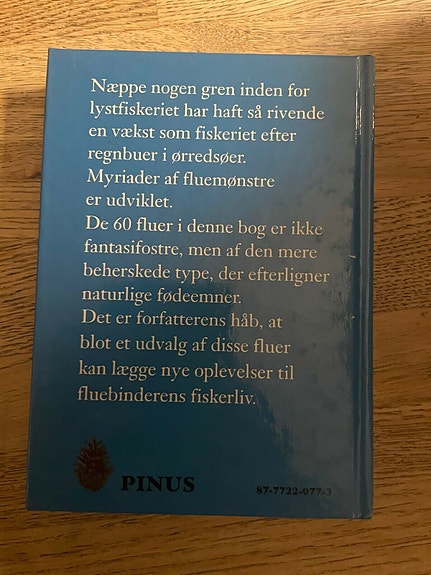 Næppe nogen gren inden for
lystfiskeriet har haft så rivende
en vækst som fiskeriet efter
regnbuer i ørredsøer.
Myriader af fluemønstre
er udviklet.
De 60 fluer i denne bog er ikke
fantasifostre, men af den mere
beherskede type, der efterligner
naturlige fødeemner.
Det er forfatterens håb, at
blot et udvalg af disse fluer
kan lægge nye oplevelser til
fluebinderens fiskerliv.
PINUS
87-7722-077-3